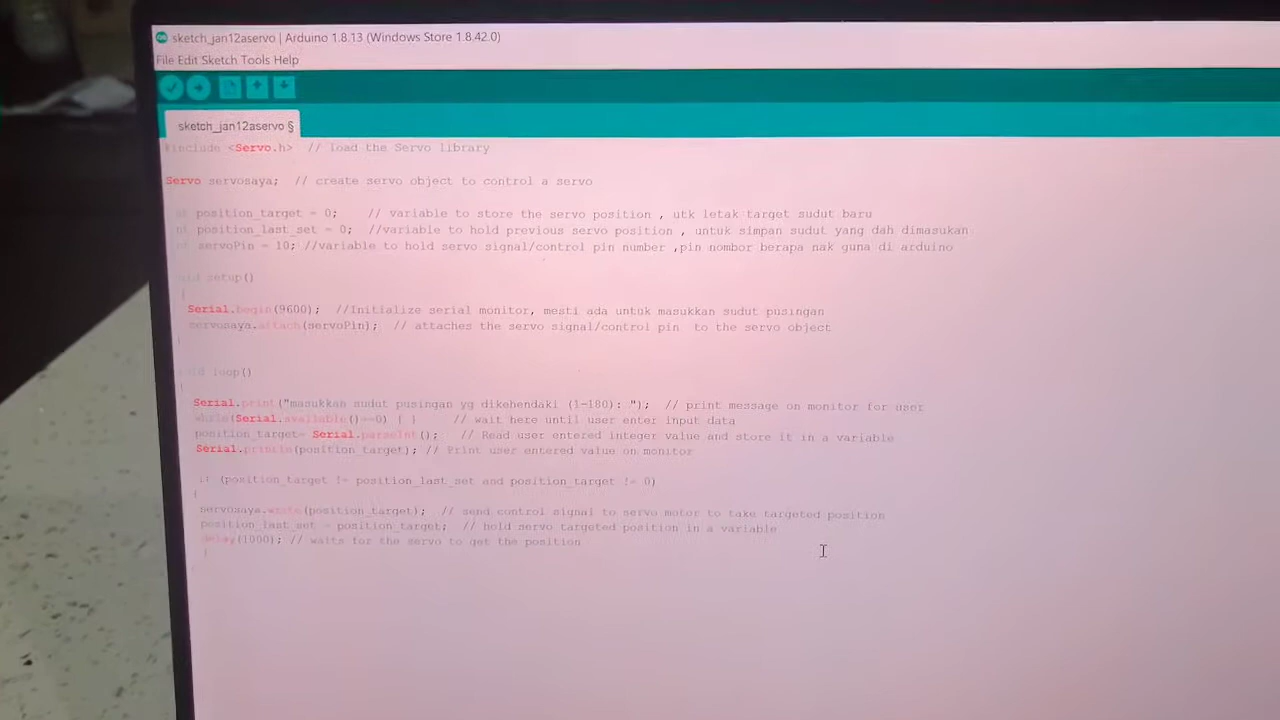 sketch_jan12aservo | Arduino 1.8.13 (Windows Store 1.8.42.0)
File Edit Sketch Tools Help
sketch_jan12aservo §
#include <Servo.h>  // load the Servo library
Servo servosaya;  // create servo object to control a servo
int position_target = 0;    // variable to store the servo position , utk letak target sudut baru
int position_last_set = 0;  //variable to hold previous servo position , untuk simpan sudut yang dah dimasukan
int servoPin = 10; //variable to hold servo signal/control pin number ,pin nombor berapa nak guna di arduino
void setup()
{
Serial.begin(9600);  //Initialize serial monitor, mesti ada untuk masukkan sudut pusingan
servosaya.attach(servoPin);  // attaches the servo signal/control pin  to the servo object
}
void loop()
{
Serial.print("masukkan sudut pusingan yg dikehendaki (1-180): ");  // print message on monitor for user
while(Serial.available()==0) { }     // wait here until user enter input data
position_target= Serial.parseInt();   // Read user entered integer value and store it in a variable
Serial.println(position_target); // Print user entered value on monitor
if (position_target != position_last_set and position_target != 0)
{
servosaya.write(position_target);  // send control signal to servo motor to take targeted position
position_last_set = position_target;  // hold servo targeted position in a variable
delay(1000); // waits for the servo to get the position
}